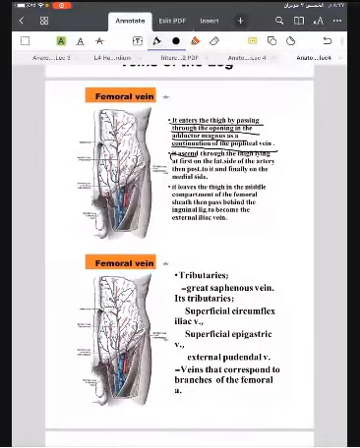 Annotate
Edit PDF
Insert
L4 H
Anato
Lec 4
Anato
Femoral vein
• It enters the thigh by passing
through the opening in the
adductor magnus as a
continuation of the popliteal vein .
• it ascend through the thigh lying
at first on the lat. side of the artery
then post. to it and finally on the
medial side.
• it leaves the thigh in the middle
compartment of the femoral
sheath then pass behind the
inguinal lig. to become the
external iliac vein.
Femoral vein
•Tributaries;
–great saphenous vein.
Its tributaries;
Superficial circumflex
iliac v.,
Superficial epigastric
v.,
external pudendal v.
–Veins that correspond to
branches of the femoral
a.